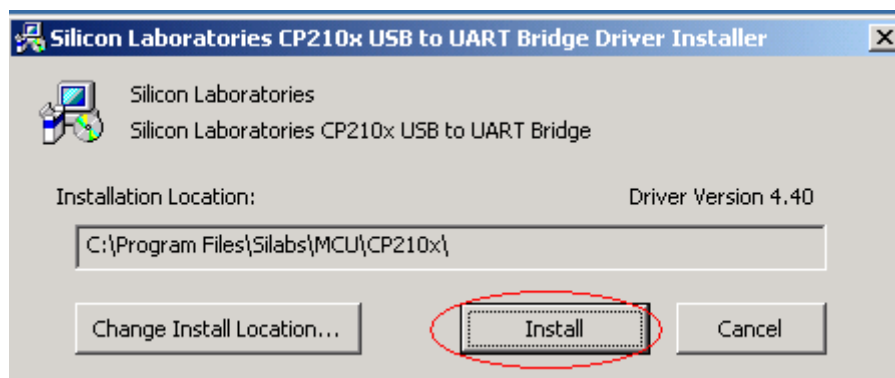 Silicon Laboratories CP210x USB to UART Bridge Driver Installer
Silicon Laboratories
Silicon Laboratories CP210x USB to UART Bridge
Installation Location: Driver Version 4.40
C:\Program Files\Silabs\MCU\CP210x\
Change Install Location... Install Cancel